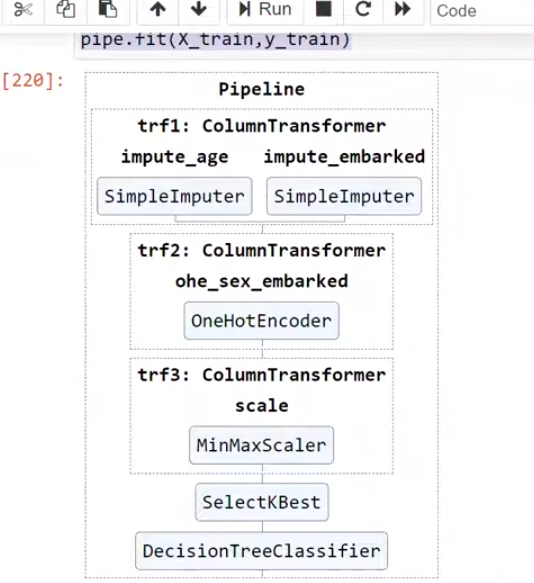 Run
Code
pipe.fit(X_train,y_train)
[220]:
Pipeline
trf1: ColumnTransformer
impute_age impute_embarked
SimpleImputer SimpleImputer
trf2: ColumnTransformer
ohe_sex_embarked
OneHotEncoder
trf3: ColumnTransformer
scale
MinMaxScaler
SelectKBest
DecisionTreeClassifier